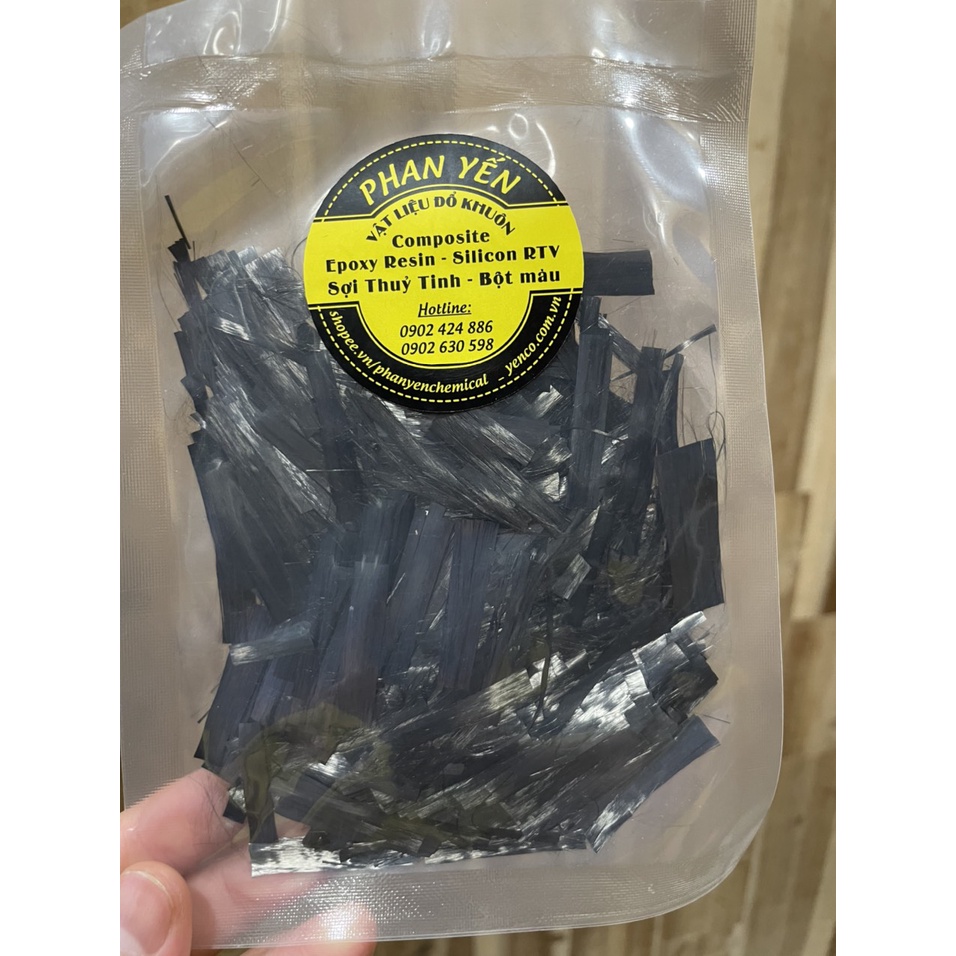 PHAN YẾN
VẬT LIỆU ĐỔ KHUÔN
Composite
Epoxy Resin - Silicon RTV
Sợi Thuỷ Tinh - Bột màu
Hotline:
0902 424 886
0902 630 598
shopee.vn/phanyenchemical _ yenco.com.vn